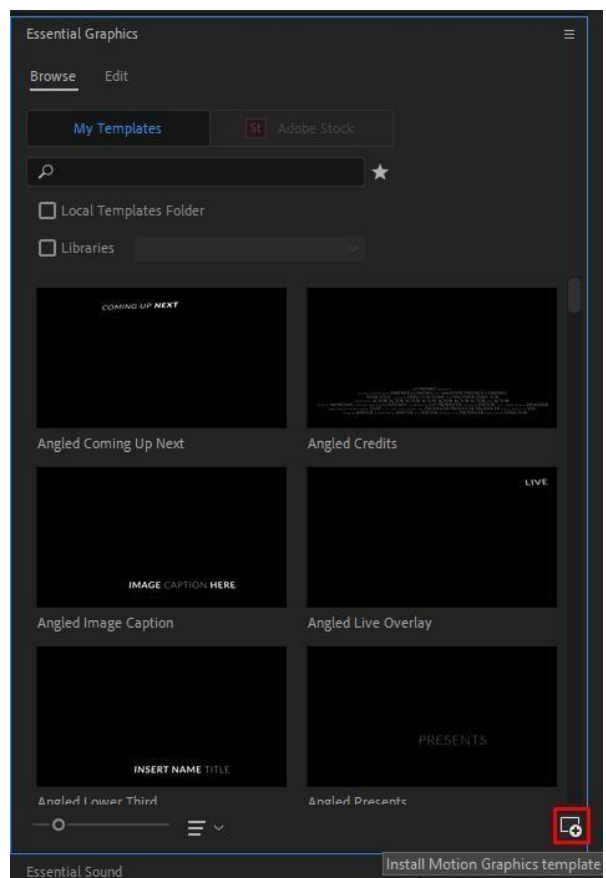 Essential Graphics
Browse Edit
My Templates St Adobe Stock
Local Templates Folder
Libraries
COMING UP NEXT
Angled Coming Up Next
Angled Credits
LIVE
IMAGE CAPTION HERE
Angled Image Caption
Angled Live Overlay
PRESENTS
INSERT NAME TITLE
Angled Lower Third
Angled Presents
Install Motion Graphics template
Essential Sound